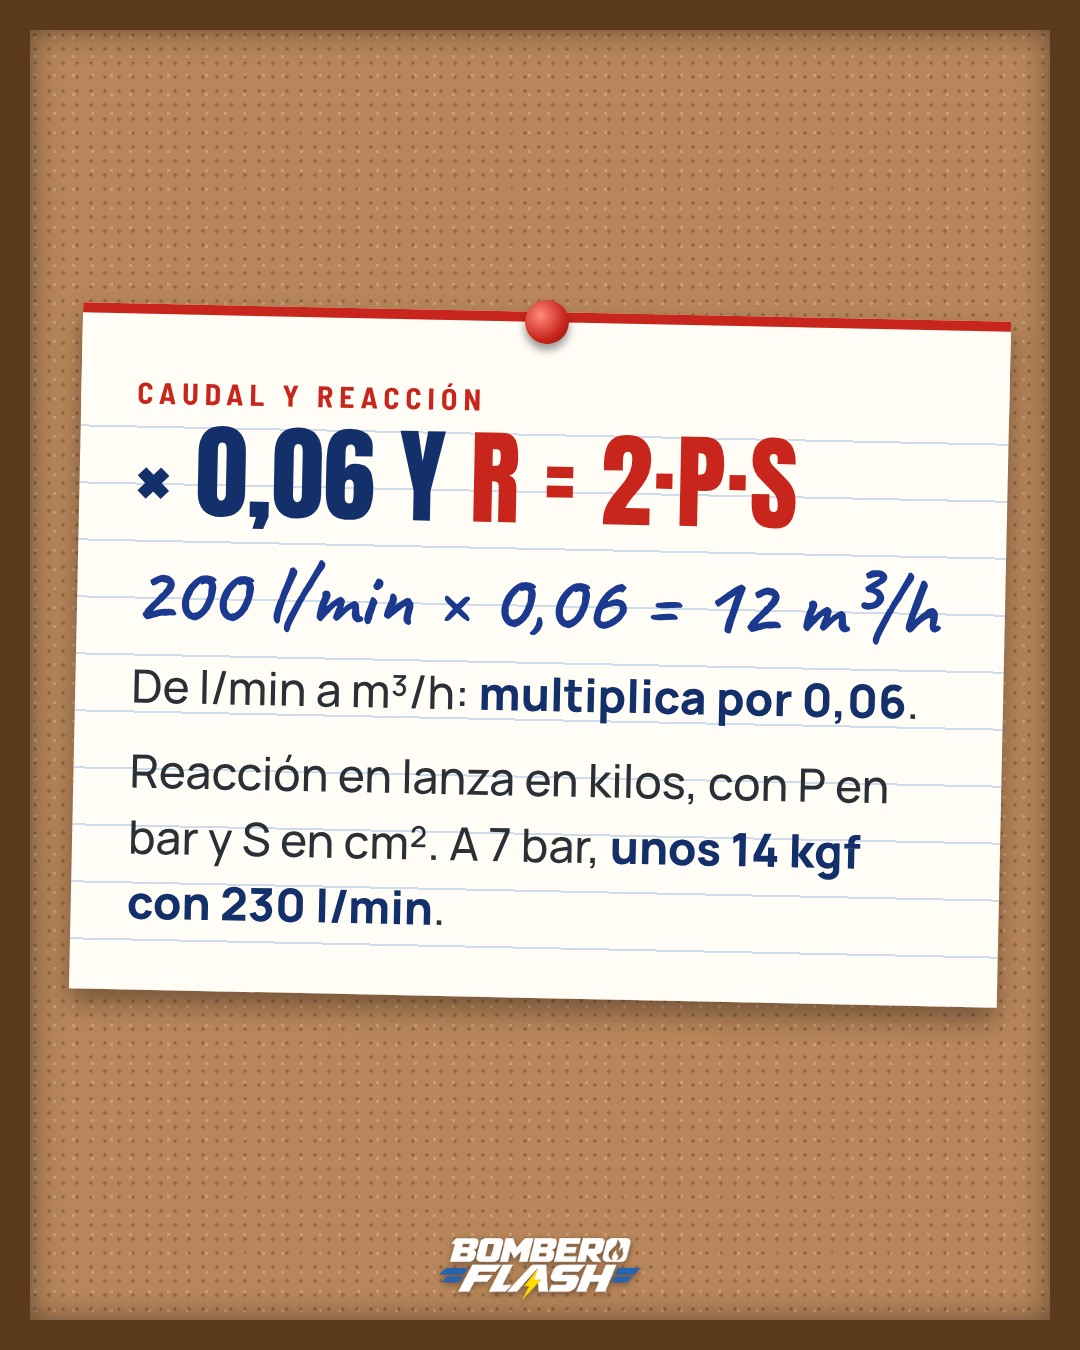 CAUDAL Y REACCIÓN
× 0,06 Y R = 2·P·S
200 l/min × 0,06 = 12 m³/h
De l/min a m³/h: multiplica por 0,06.
Reacción en lanza en kilos, con P en
bar y S en cm². A 7 bar, unos 14 kgf
con 230 l/min.
BOMBERO
FLASH